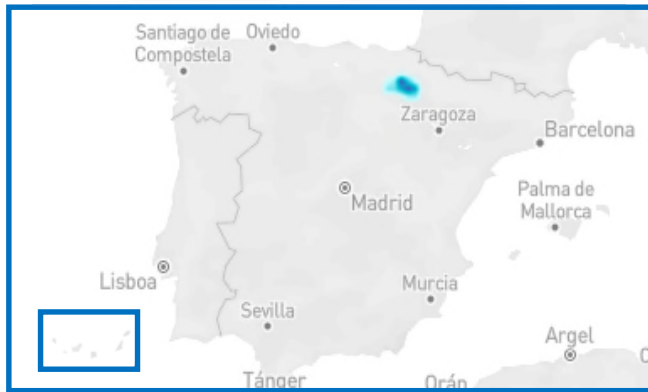 Santiago de
Compostela
Oviedo
Zaragoza
Barcelona
Madrid
Palma de
Mallorca
Lisboa
Murcia
Sevilla
Argel
Tánger
Orán